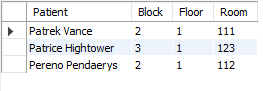 Patient Block Floor Room
Patrek Vance 2 1 111
Patrice Hightower 3 1 123
Pereno Pendaerys 2 1 112